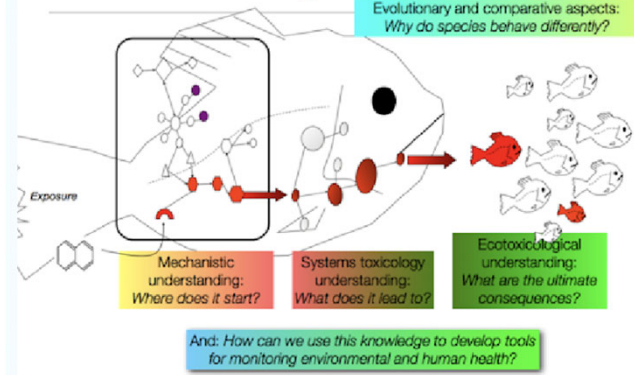 Evolutionary and comparative aspects:
Why do species behave differently?
Exposure
Mechanistic
understanding:
Where does it start?
Systems toxicology
understanding:
What does it lead to?
Ecotoxicological
understanding:
What are the ultimate
consequences?
And: How can we use this knowledge to develop tools
for monitoring environmental and human health?